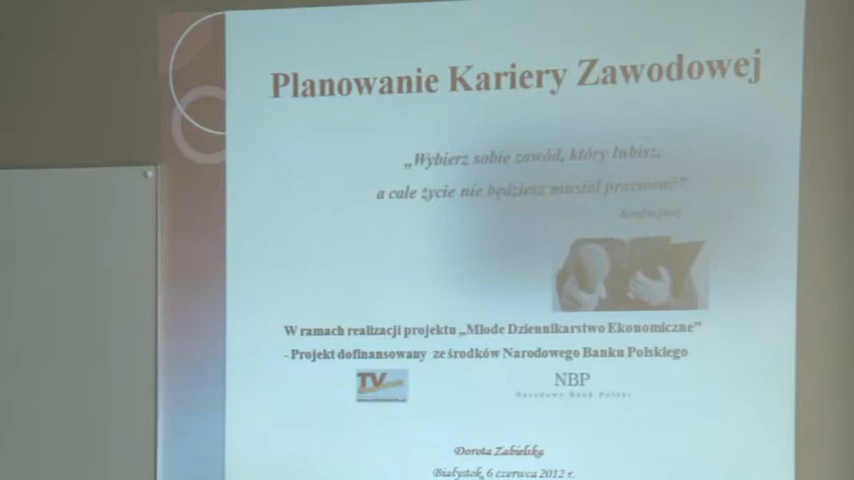 Planowanie Kariery Zawodowej
„Wybierz sobie zawód, który lubisz,
a całe życie nie będziesz musiał pracować”.
Konfucjusz
W ramach realizacji projektu „Młode Dziennikarstwo Ekonomiczne”
- Projekt dofinansowany ze środków Narodowego Banku Polskiego
TV
NBP
Narodowy Bank Polski
Dorota Zabielska
Białystok, 6 czerwca 2012 r.